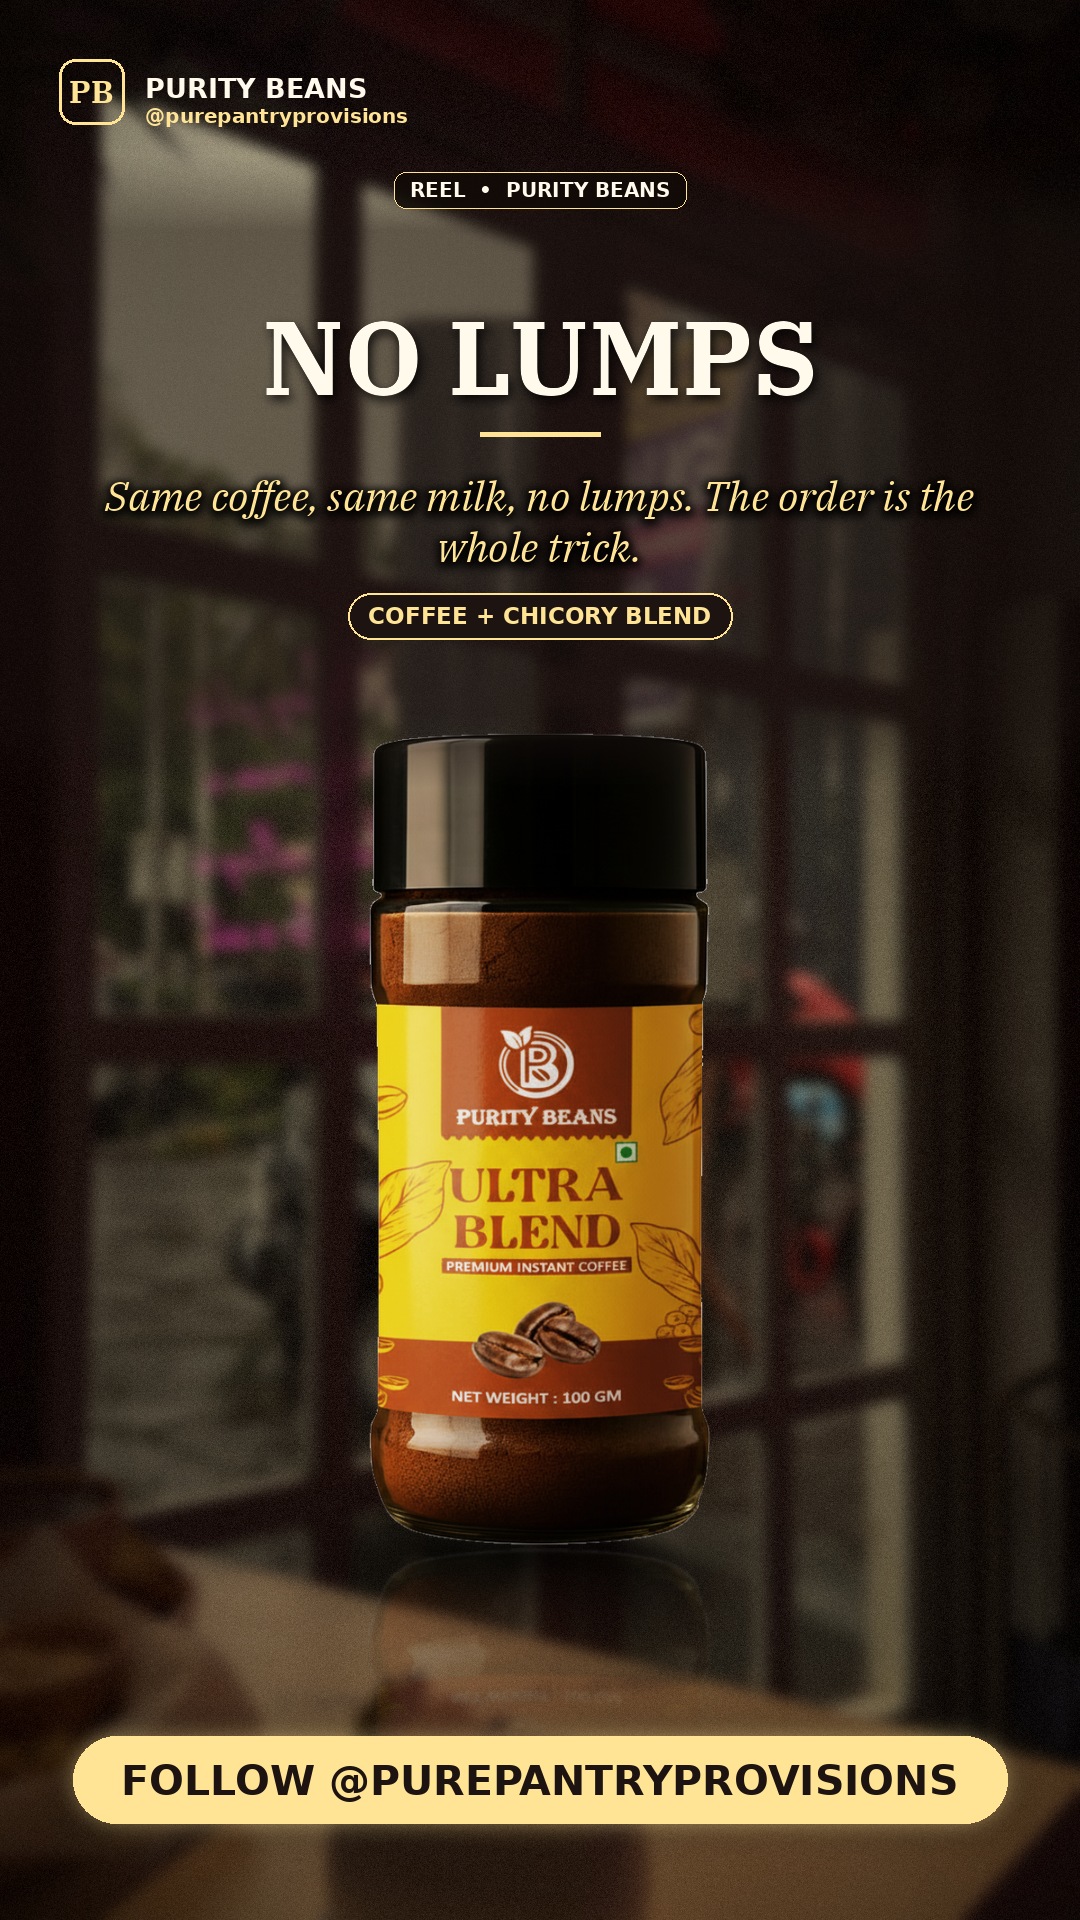 PB
PURITY BEANS
@purepantryprovisions
REEL • PURITY BEANS
NO LUMPS
Same coffee, same milk, no lumps. The order is the
whole trick.
COFFEE + CHICORY BLEND
PURITY BEANS
ULTRA
BLEND
PREMIUM INSTANT COFFEE
NET WEIGHT : 100 GM
FOLLOW @PUREPANTRYPROVISIONS